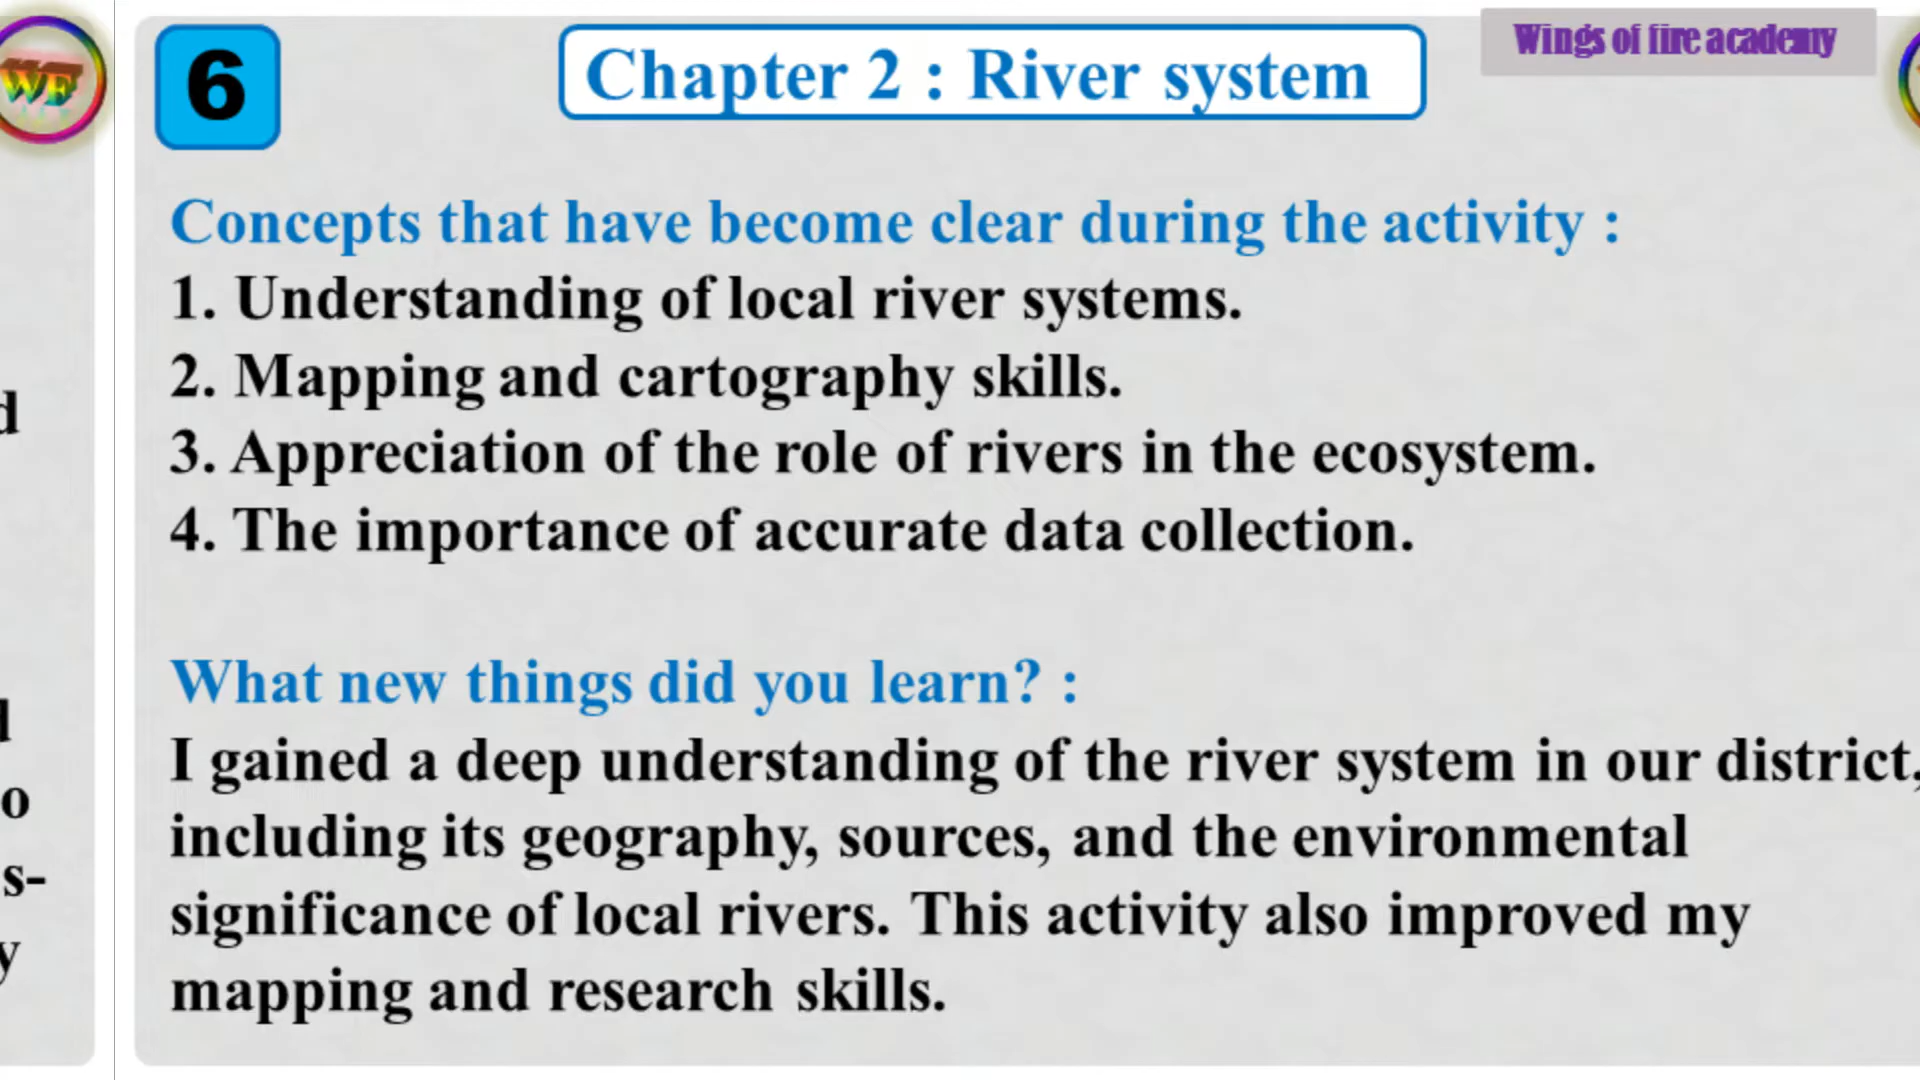 WF
6
Chapter 2 : River system
Wings of fire academy
Concepts that have become clear during the activity :
1. Understanding of local river systems.
2. Mapping and cartography skills.
3. Appreciation of the role of rivers in the ecosystem.
4. The importance of accurate data collection.
What new things did you learn? :
I gained a deep understanding of the river system in our district,
including its geography, sources, and the environmental
significance of local rivers. This activity also improved my
mapping and research skills.